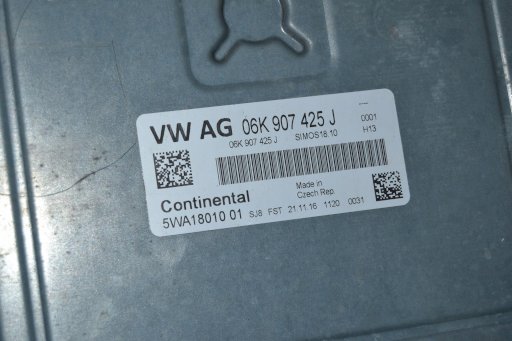 VW AG 06K 907 425 J
06K 907 425 J SIMOS18.10 0001
H13
Continental Made in
Czech Rep.
5WA18010 01 SJ8 FST 21.11.16 1120 0031